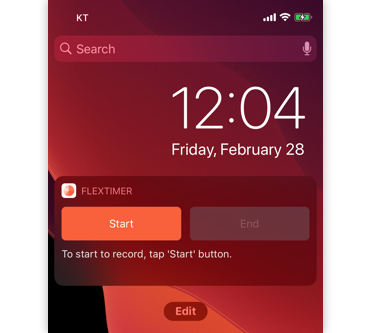 KT
Search
12:04
Friday, February 28
FLEXTIMER
Start End
To start to record, tap 'Start' button.
Edit